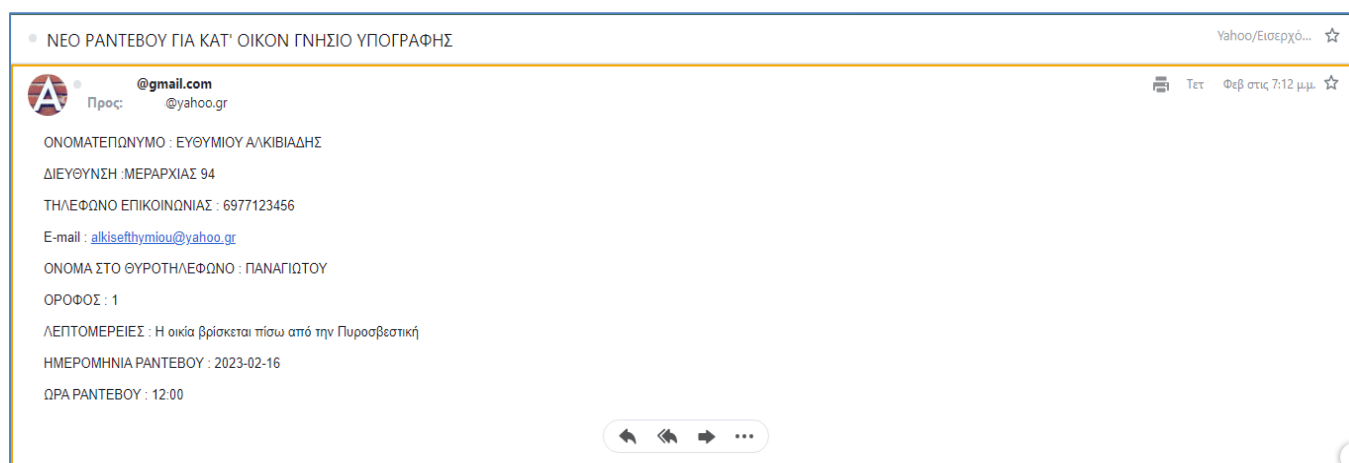 ΝΕΟ ΡΑΝΤΕΒΟΥ ΓΙΑ ΚΑΤ' ΟΙΚΟΝ ΓΝΗΣΙΟ ΥΠΟΓΡΑΦΗΣ
Yahoo/Εισερχό...
@gmail.com
Τετ Φεβ στις 7:12 μ.μ.
Προς: @yahoo.gr
ΟΝΟΜΑΤΕΠΩΝΥΜΟ : ΕΥΘΥΜΙΟΥ ΑΛΚΙΒΙΑΔΗΣ
ΔΙΕΥΘΥΝΣΗ :ΜΕΡΑΡΧΙΑΣ 94
ΤΗΛΕΦΩΝΟ ΕΠΙΚΟΙΝΩΝΙΑΣ : 6977123456
E-mail : alkisefthymiou@yahoo.gr
ΟΝΟΜΑ ΣΤΟ ΘΥΡΟΤΗΛΕΦΩΝΟ : ΠΑΝΑΓΙΩΤΟΥ
ΟΡΟΦΟΣ : 1
ΛΕΠΤΟΜΕΡΕΙΕΣ : Η οικία βρίσκεται πίσω από την Πυροσβεστική
ΗΜΕΡΟΜΗΝΙΑ ΡΑΝΤΕΒΟΥ : 2023-02-16
ΩΡΑ ΡΑΝΤΕΒΟΥ : 12:00